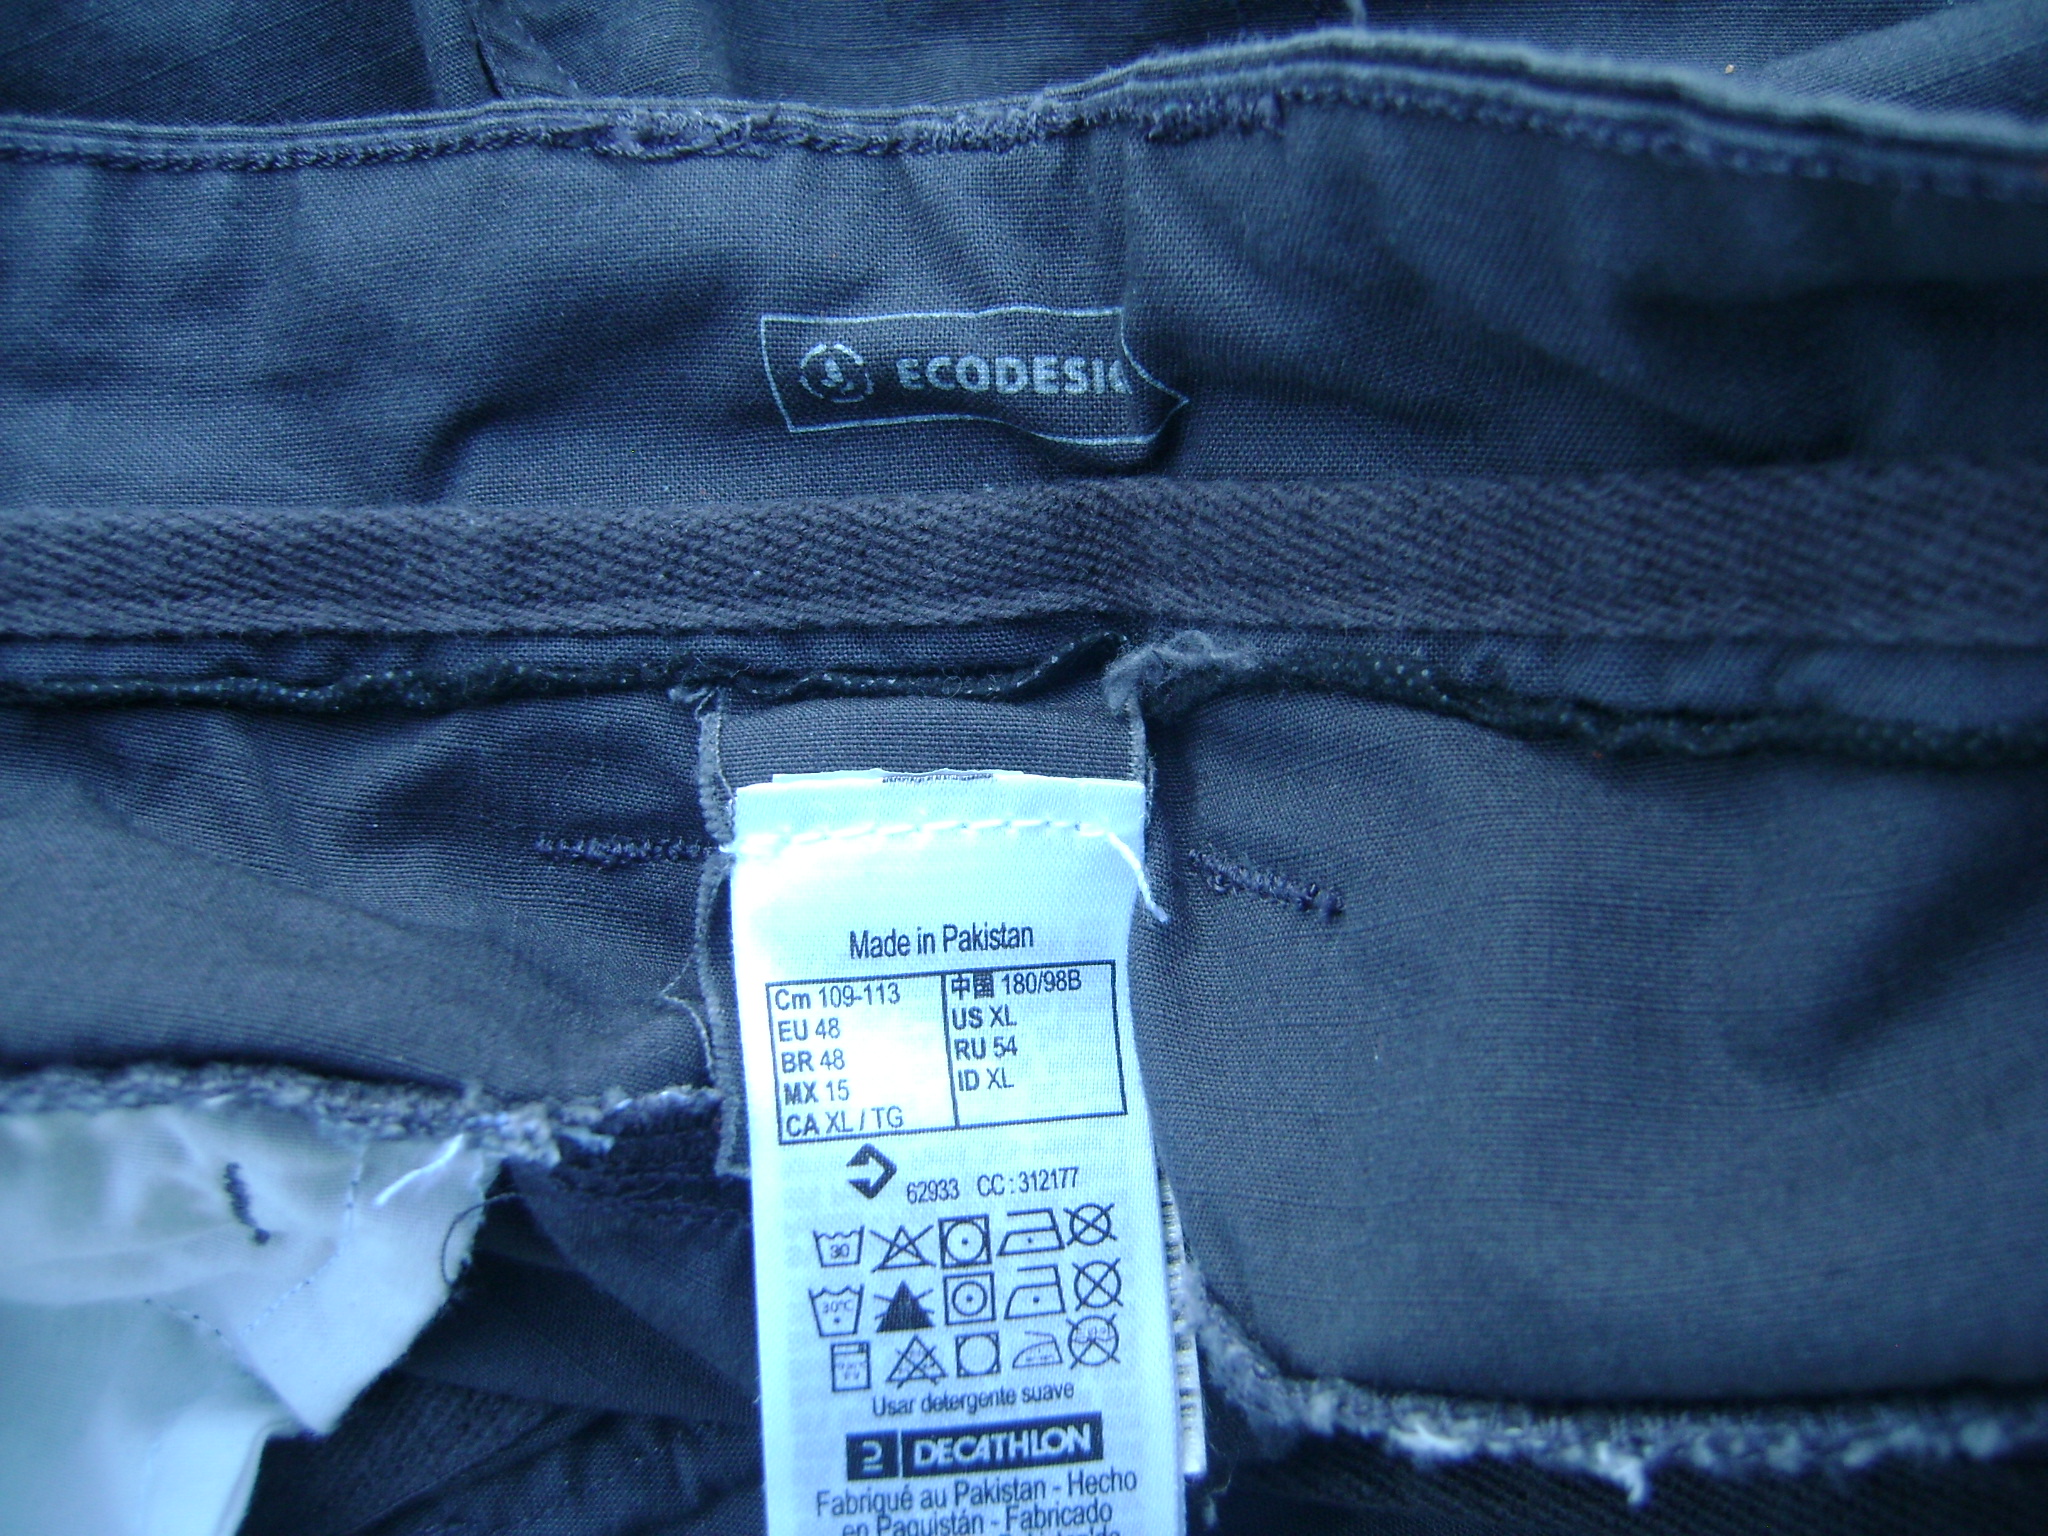 ECODESIG
Made in Pakistan
Cm 109-113
EU 48
BR 48
MX 15
CA XL / TG
中国 180/98B
US XL
RU 54
ID XL
62933 CC : 312177
30
30°C
Usar detergente suave
DECATHLON
Fabriqué au Pakistan - Hecho
en Paquistán - Fabricado